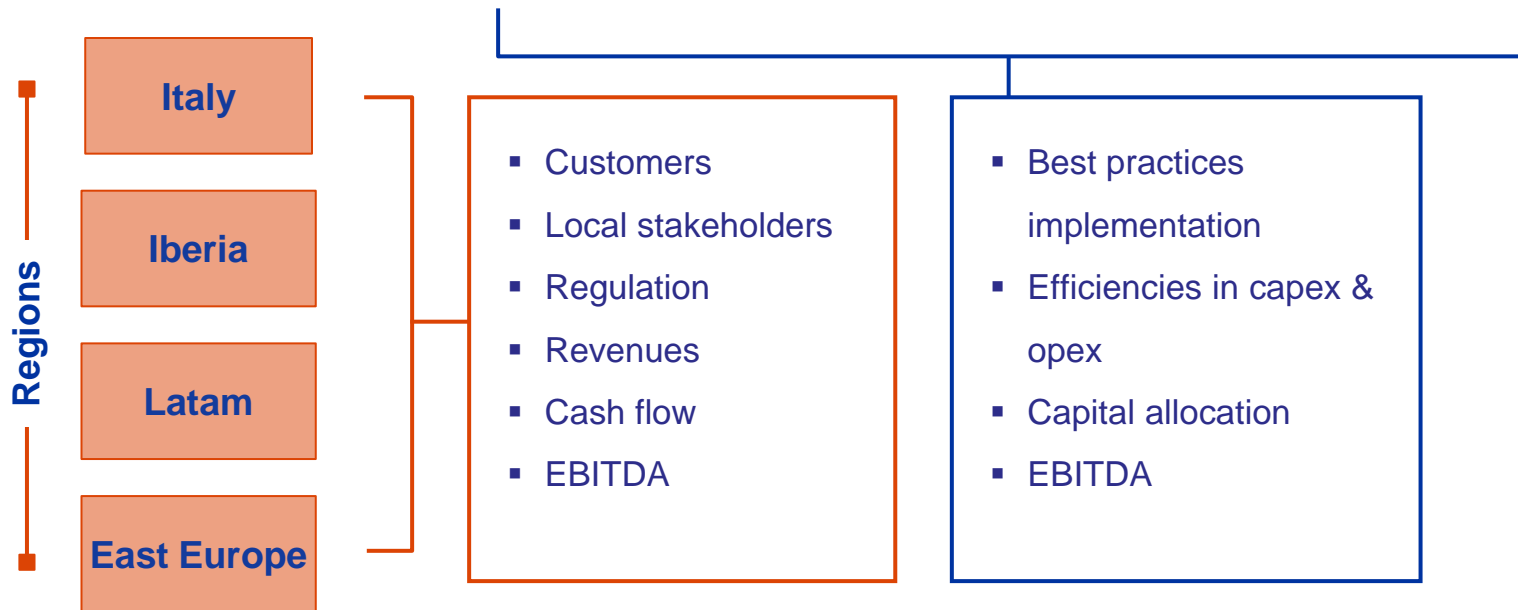 Regions
Italy
Iberia
Latam
East Europe
▪ Customers
▪ Local stakeholders
▪ Regulation
▪ Revenues
▪ Cash flow
▪ EBITDA
▪ Best practices
implementation
▪ Efficiencies in capex &
opex
▪ Capital allocation
▪ EBITDA